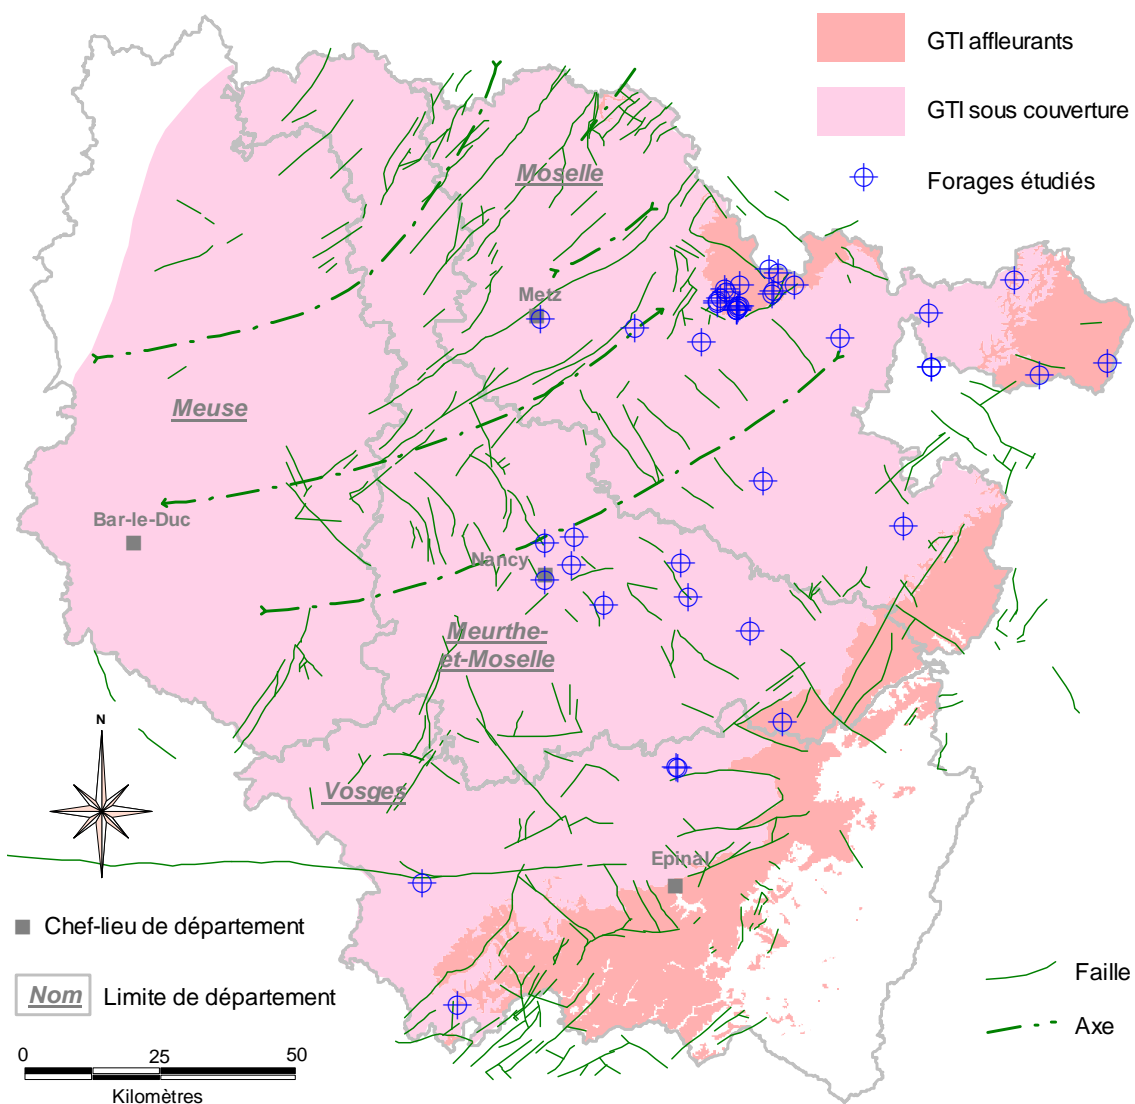 GTI affleurants
GTI sous couverture
Forages étudiés
Moselle
Metz
Meuse
Bar-le-Duc
Nancy
Meurthe-
et-Moselle
N
Vosges
Epinal
Chef-lieu de département
Nom Limite de département
Faille
Axe
0 25 50
Kilomètres